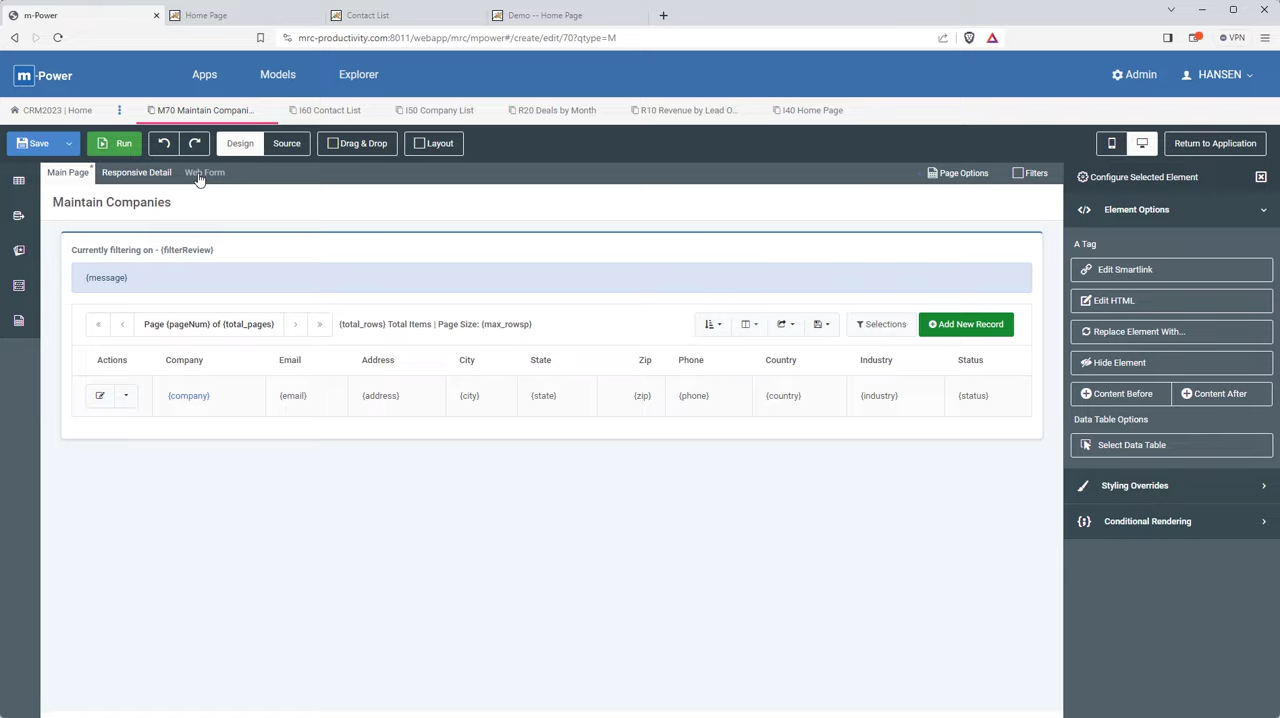 m-Power
Home Page
Contact List
Demo -- Home Page
mrc-productivity.com:8011/webapp/mrc/mpower#/create/edit/70?qtype=M
VPN
m-Power
Apps
Models
Explorer
Admin
HANSEN
CRM2023 | Home
M70 Maintain Compani...
I60 Contact List
I50 Company List
R20 Deals by Month
R10 Revenue by Lead O...
I40 Home Page
Save
Run
Design
Source
Drag & Drop
Layout
Return to Application
Main Page *
Responsive Detail
Web Form
Page Options
Filters
Configure Selected Element
Maintain Companies
Element Options
Currently filtering on - {filterReview}
A Tag
{message}
Edit Smartlink
Edit HTML
« ‹ Page {pageNum} of {total_pages} › »
{total_rows} Total Items | Page Size: {max_rowsp}
Selections
Add New Record
Replace Element With...
Actions Company Email Address City State Zip Phone Country Industry Status
Hide Element
{company} {email} {address} {city} {state} {zip} {phone} {country} {industry} {status}
Content Before
Content After
Data Table Options
Select Data Table
Styling Overrides
Conditional Rendering